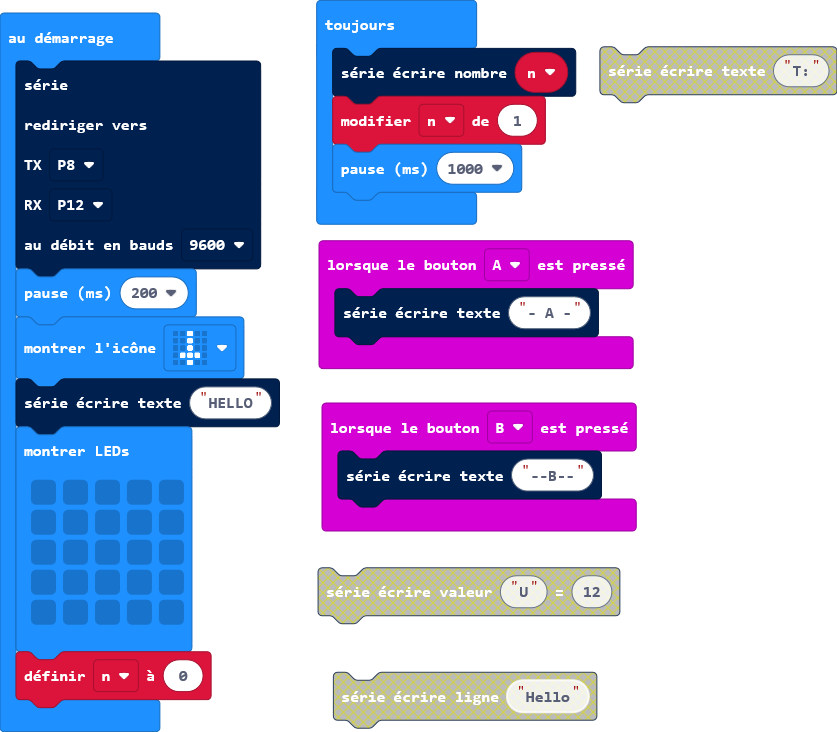 au démarrage
série
rediriger vers
TX P8
RX P12
au débit en bauds 9600
pause (ms) 200
montrer l'icône
série écrire texte "HELLO"
montrer LEDs
définir n à 0
toujours
série écrire nombre n
modifier n de 1
pause (ms) 1000
série écrire texte "T:"
lorsque le bouton A est pressé
série écrire texte "- A -"
lorsque le bouton B est pressé
série écrire texte "--B--"
série écrire valeur "U" = 12
série écrire ligne "Hello"